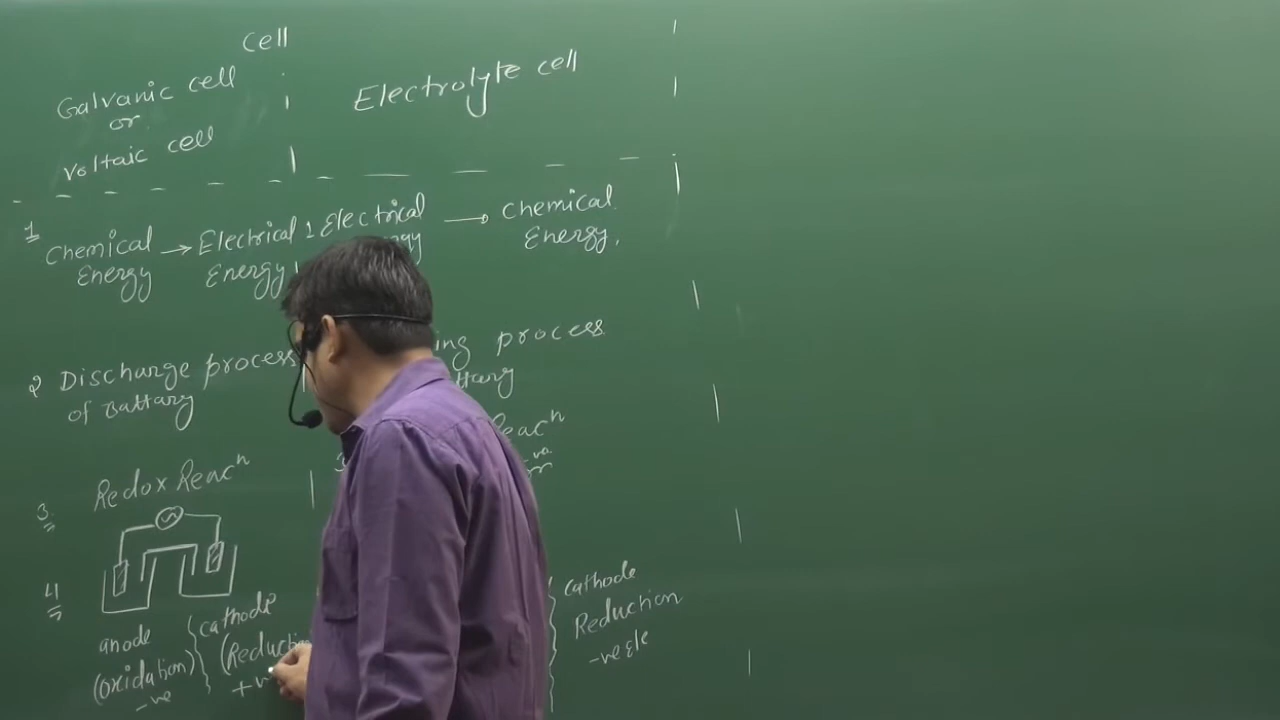 Cell
Galvanic cell
or
Voltaic cell
Electrolyte cell
1
Chemical Energy → Electrical Energy
Electrical → Chemical Energy.
2 Discharge process
of Battary
process
3. Redox Reacⁿ
4
anode
(oxidation)
-ve
cathode
(Reduction
+v
cathode
Reduction
-ve ele